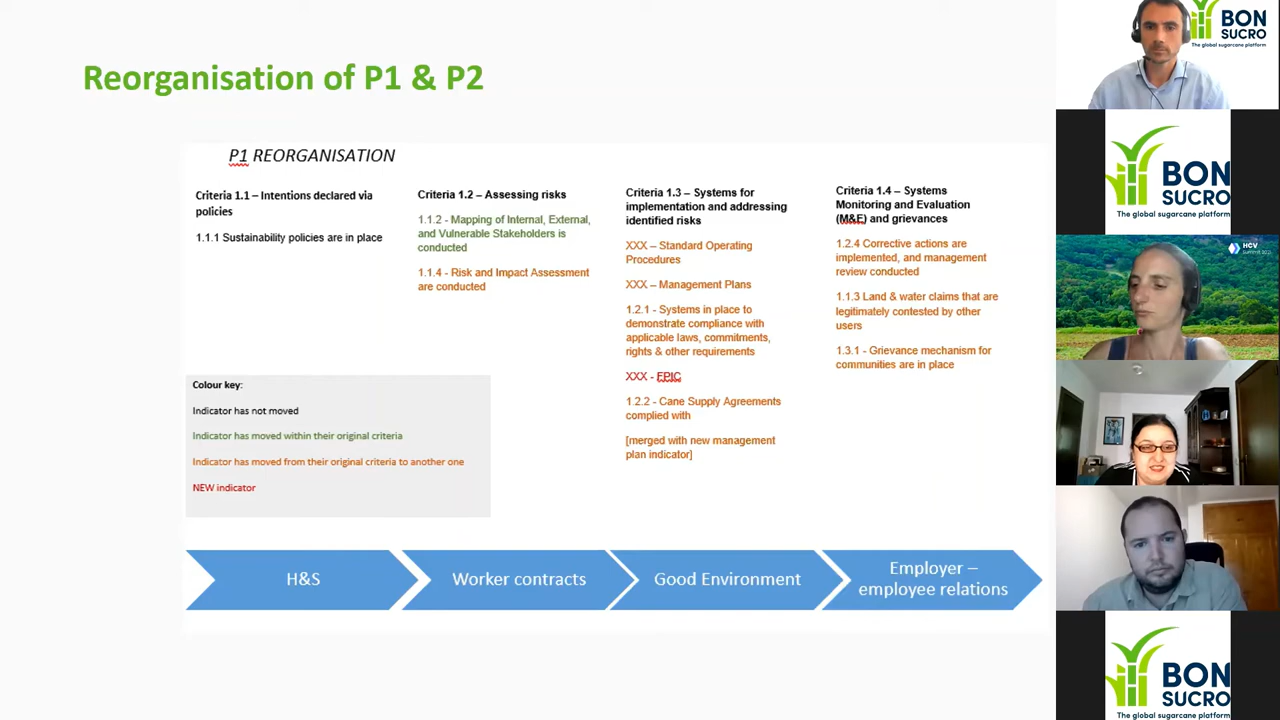 Reorganisation of P1 & P2
P1 REORGANISATION
Criteria 1.1 – Intentions declared via
policies
1.1.1 Sustainability policies are in place
Criteria 1.2 – Assessing risks
1.1.2 - Mapping of Internal, External,
and Vulnerable Stakeholders is
conducted
1.1.4 - Risk and Impact Assessment
are conducted
Criteria 1.3 – Systems for
implementation and addressing
identified risks
XXX – Standard Operating
Procedures
XXX – Management Plans
1.2.1 - Systems in place to
demonstrate compliance with
applicable laws, commitments,
rights & other requirements
XXX - FPIC
1.2.2 - Cane Supply Agreements
complied with
[merged with new management
plan indicator]
Criteria 1.4 – Systems
Monitoring and Evaluation
(M&E) and grievances
1.2.4 Corrective actions are
implemented, and management
review conducted
1.1.3 Land & water claims that are
legitimately contested by other
users
1.3.1 - Grievance mechanism for
communities are in place
Colour key:
Indicator has not moved
Indicator has moved within their original criteria
Indicator has moved from their original criteria to another one
NEW indicator
H&S
Worker contracts
Good Environment
Employer –
employee relations
BON
SUCRO
The global sugarcane platform
BON
SUCRO
The global sugarcane platform
HCV
BON
SUCRO
The global sugarcane platform